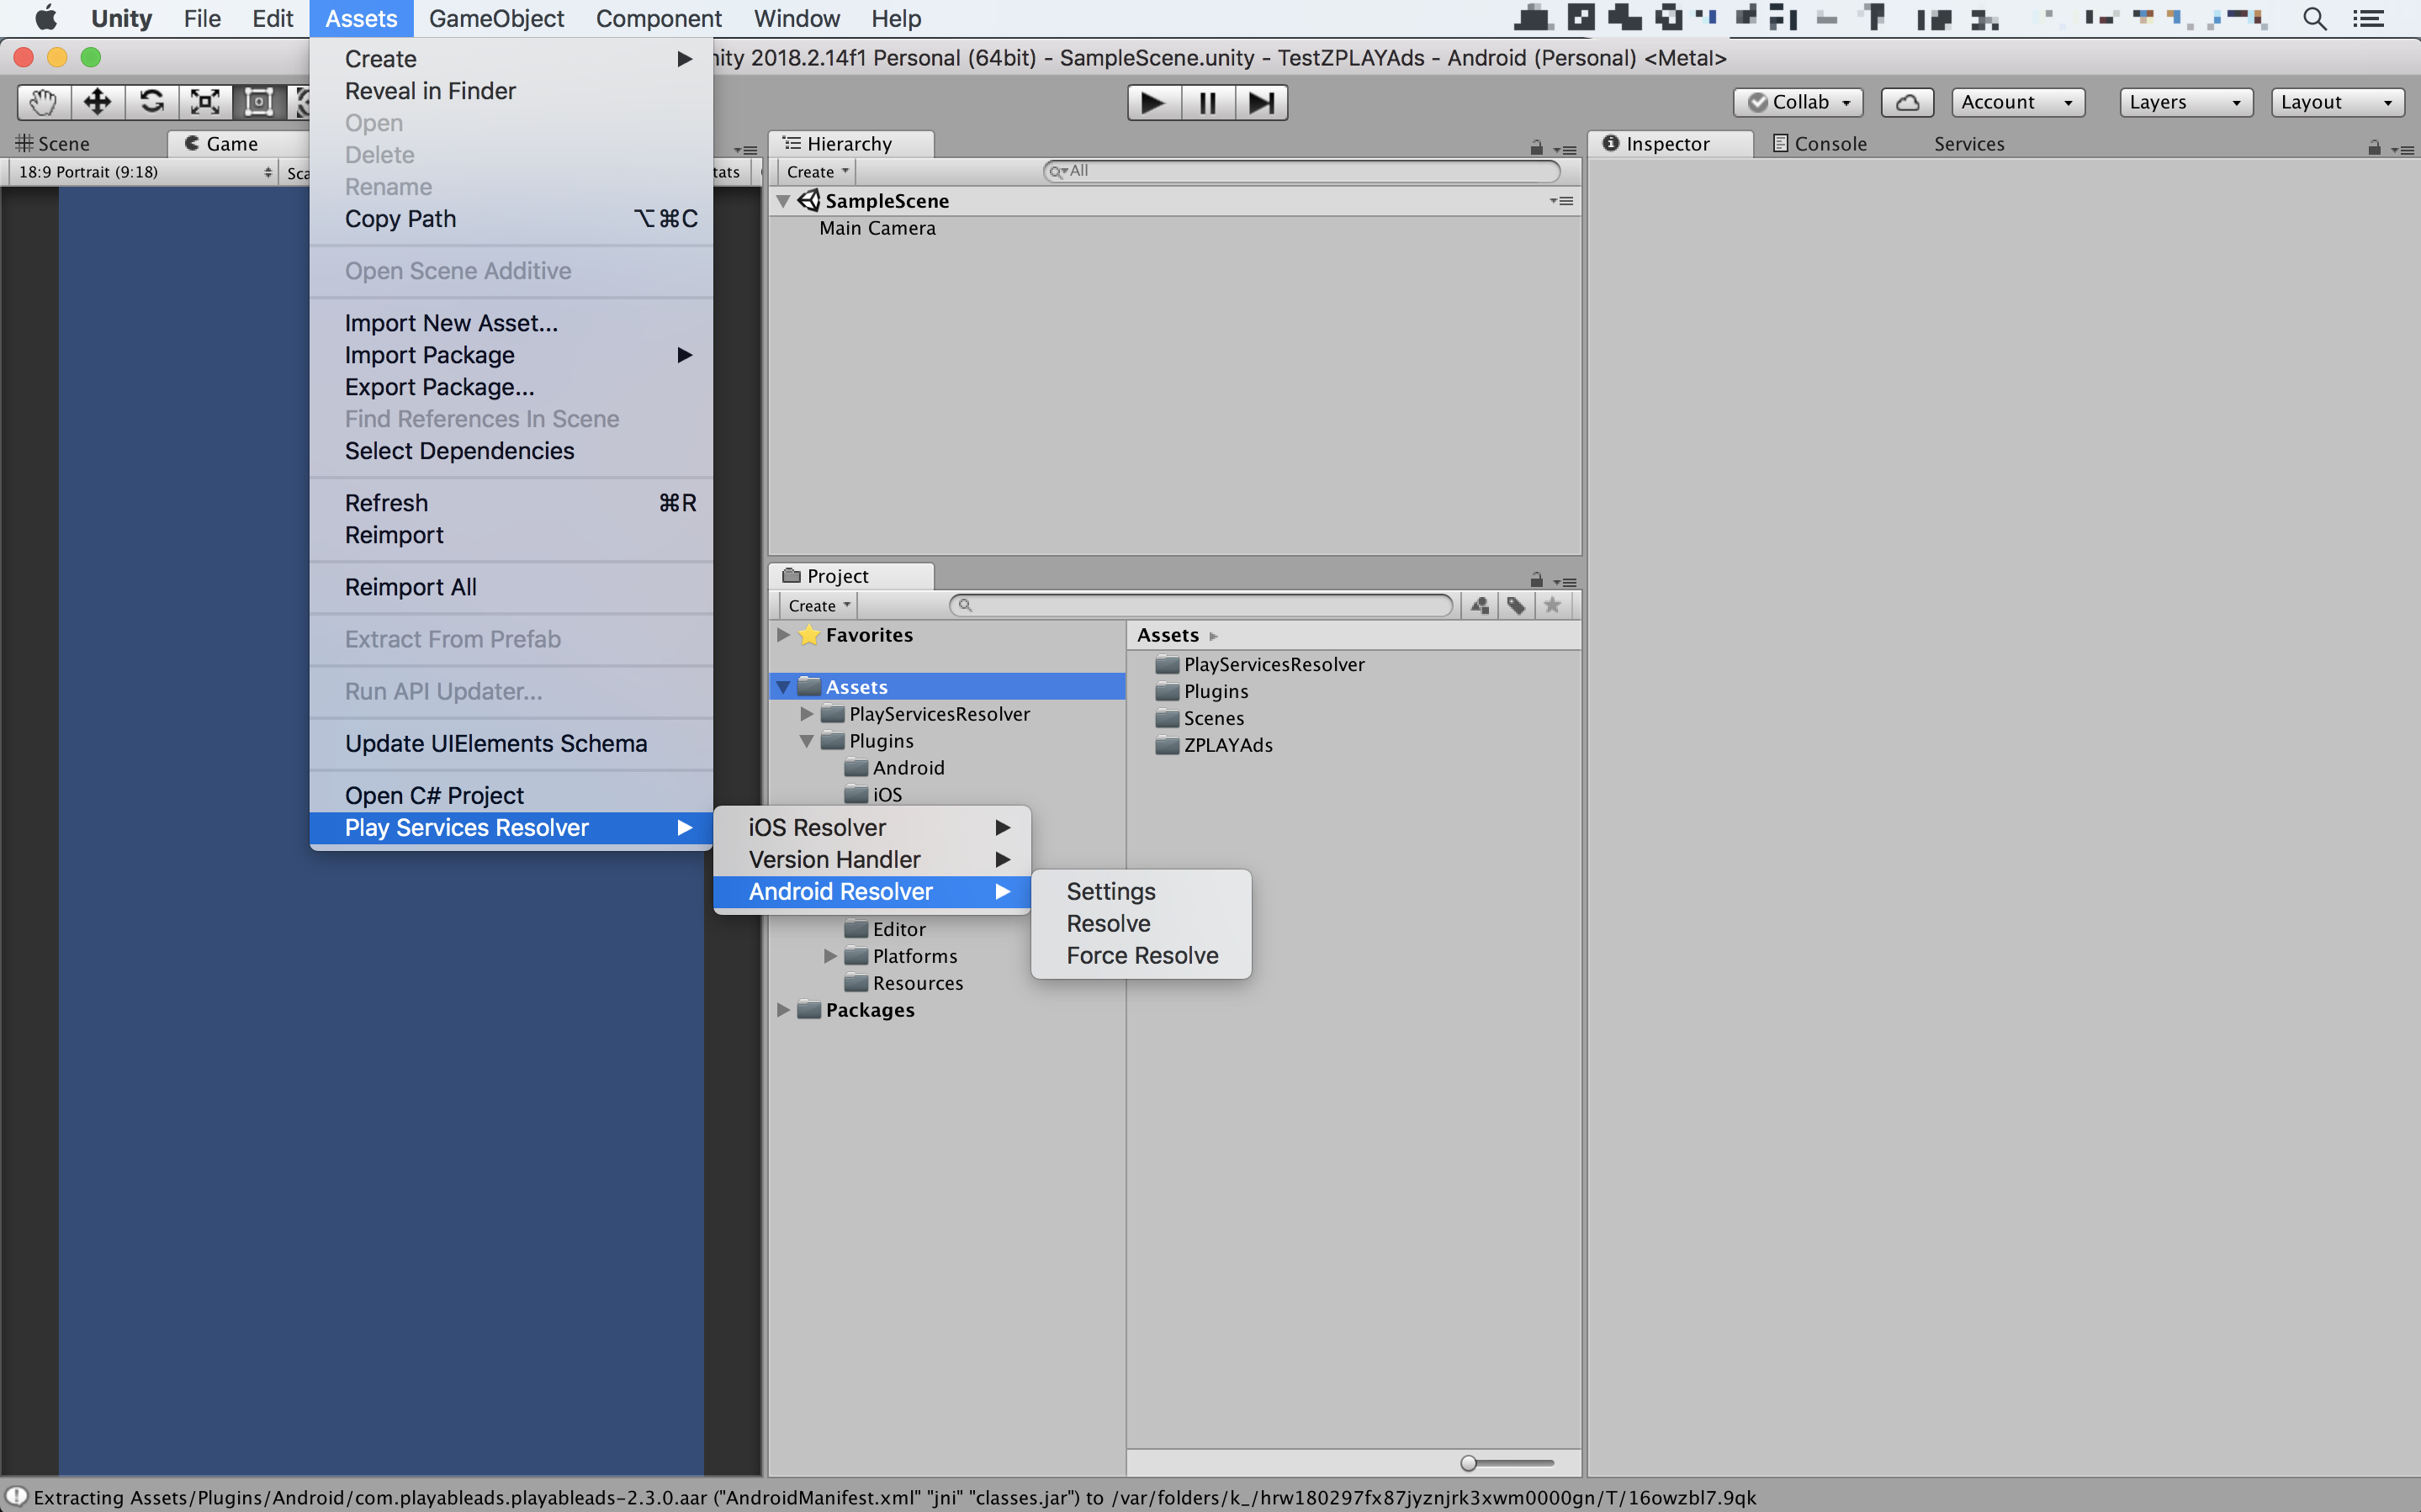 Unity File Edit Assets GameObject Component Window Help
nity 2018.2.14f1 Personal (64bit) - SampleScene.unity - TestZPLAYAds - Android (Personal) <Metal>
Create
Reveal in Finder
Open
Delete
Rename
Copy Path ⌥⌘C
Open Scene Additive
Import New Asset...
Import Package
Export Package...
Find References In Scene
Select Dependencies
Refresh ⌘R
Reimport
Reimport All
Extract From Prefab
Run API Updater...
Update UIElements Schema
Open C# Project
Play Services Resolver
iOS Resolver
Version Handler
Android Resolver
Settings
Resolve
Force Resolve
Collab Account Layers Layout
Scene Game
18:9 Portrait (9:18) Sca tats
Hierarchy
Create All
SampleScene
Main Camera
Inspector Console Services
Project
Create
Favorites
Assets
PlayServicesResolver
Plugins
Android
iOS
Editor
Platforms
Resources
Packages
Assets
PlayServicesResolver
Plugins
Scenes
ZPLAYAds
Extracting Assets/Plugins/Android/com.playableads.playableads-2.3.0.aar ("AndroidManifest.xml" "jni" "classes.jar") to /var/folders/k_/hrw180297fx87jyznjrk3xwm0000gn/T/16owzbl7.9qk